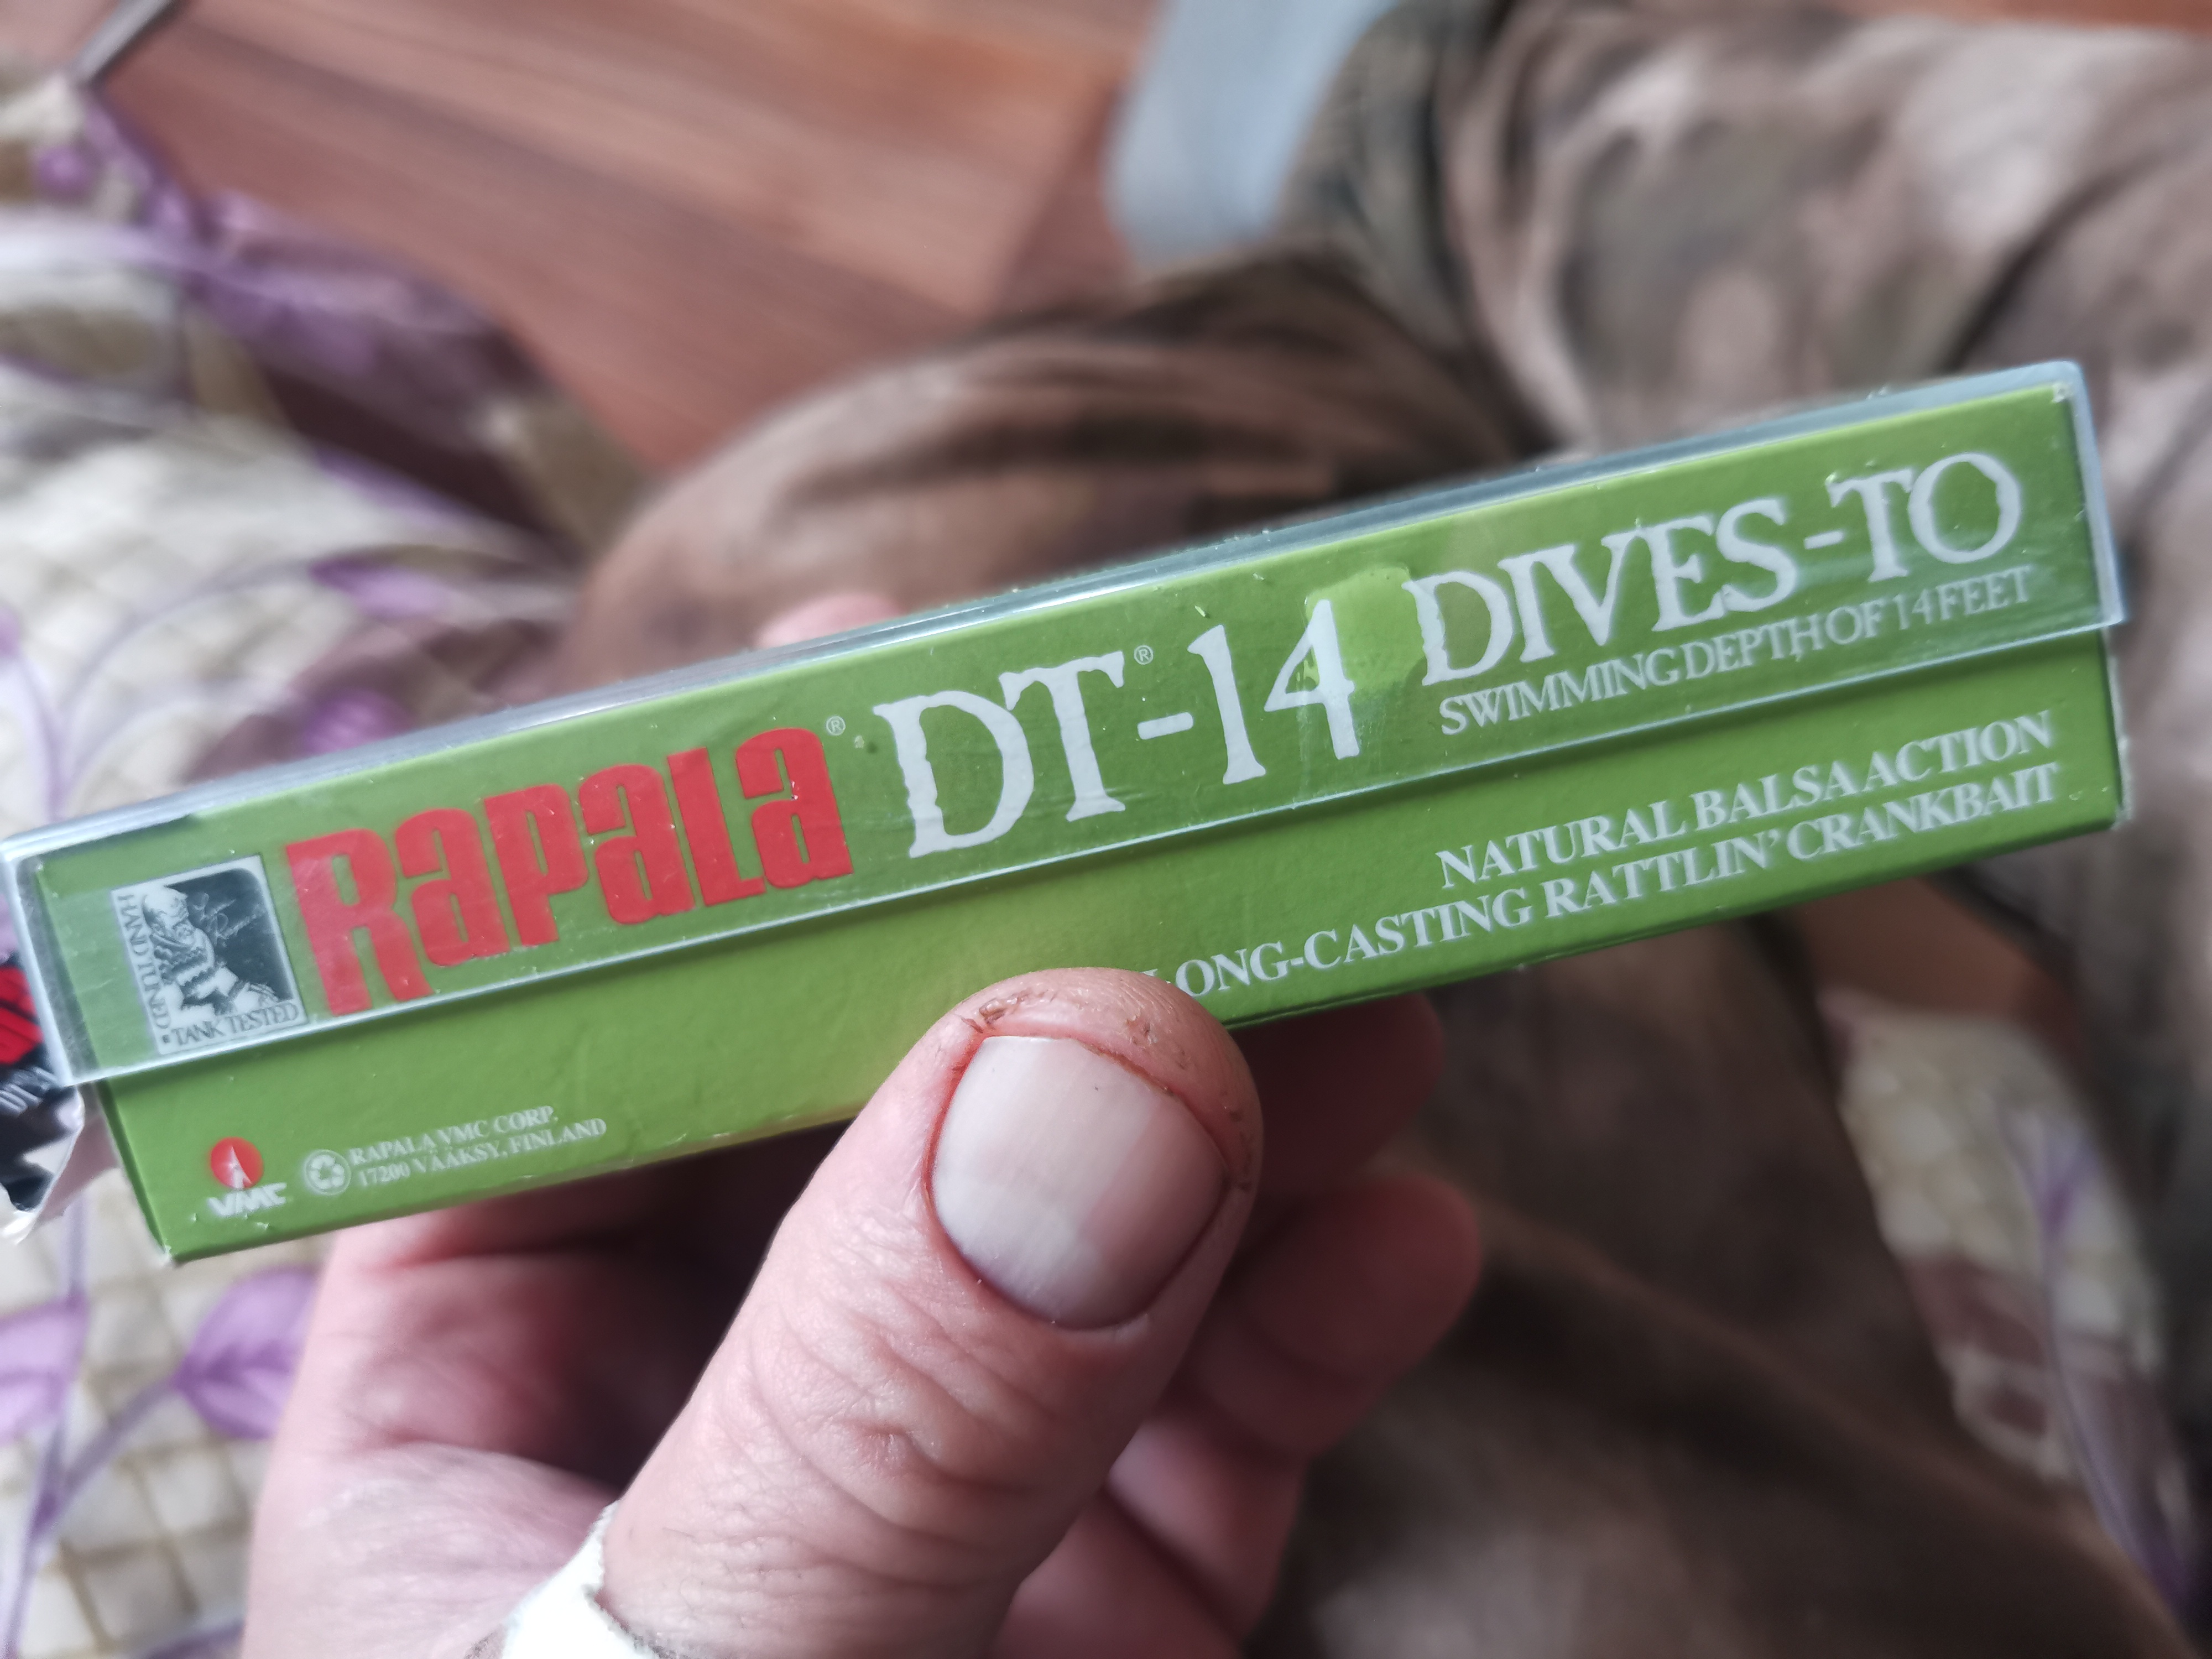 RAPALA® DT®-14 DIVES-TO
SWIMMING DEPTH OF 14 FEET
HAND TUNED ▪ TANK TESTED
NATURAL BALSA ACTION
LONG-CASTING RATTLIN' CRANKBAIT
VMC
RAPALA VMC CORP.
17200 VÄÄKSY, FINLAND